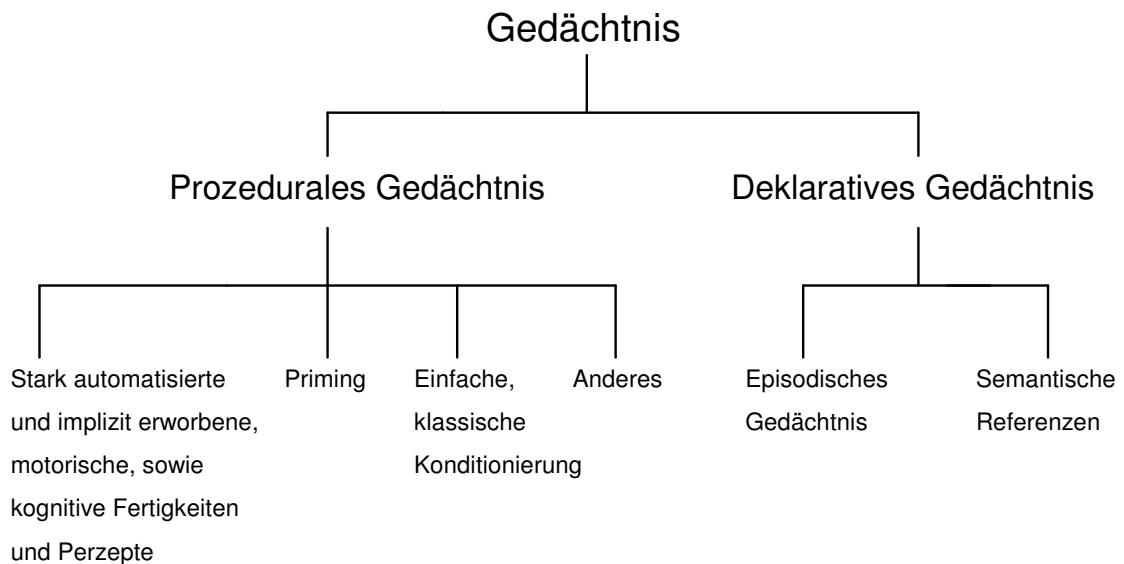 Gedächtnis
Prozedurales Gedächtnis
Deklaratives Gedächtnis
Stark automatisierte
und implizit erworbene,
motorische, sowie
kognitive Fertigkeiten
und Perzepte
Priming
Einfache,
klassische
Konditionierung
Anderes
Episodisches
Gedächtnis
Semantische
Referenzen